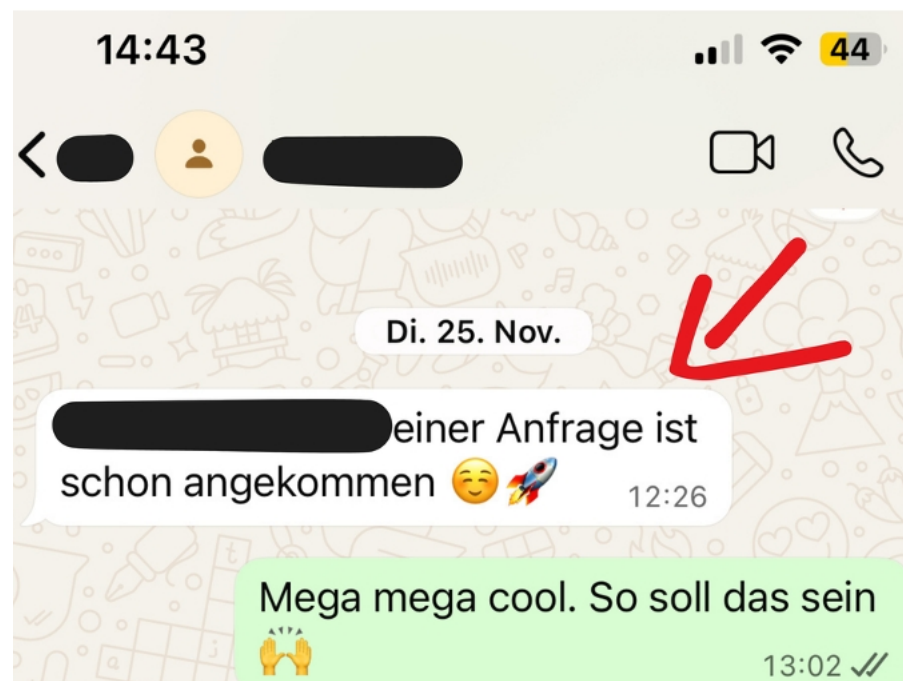 14:43
44
Di. 25. Nov.
einer Anfrage ist
schon angekommen ☺️🚀
12:26
Mega mega cool. So soll das sein
🙌
13:02